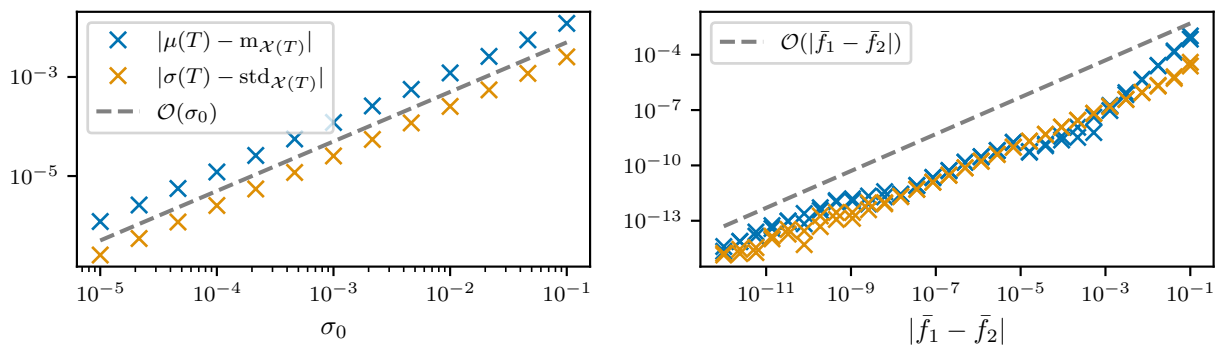 |μ(T) − m_𝒳(T)|
|σ(T) − std_𝒳(T)|
𝒪(σ₀)
10⁻³
10⁻⁵
10⁻⁵ 10⁻⁴ 10⁻³ 10⁻² 10⁻¹
σ₀
𝒪(|f̄₁ − f̄₂|)
10⁻⁴
10⁻⁷
10⁻¹⁰
10⁻¹³
10⁻¹¹ 10⁻⁹ 10⁻⁷ 10⁻⁵ 10⁻³ 10⁻¹
|f̄₁ − f̄₂|